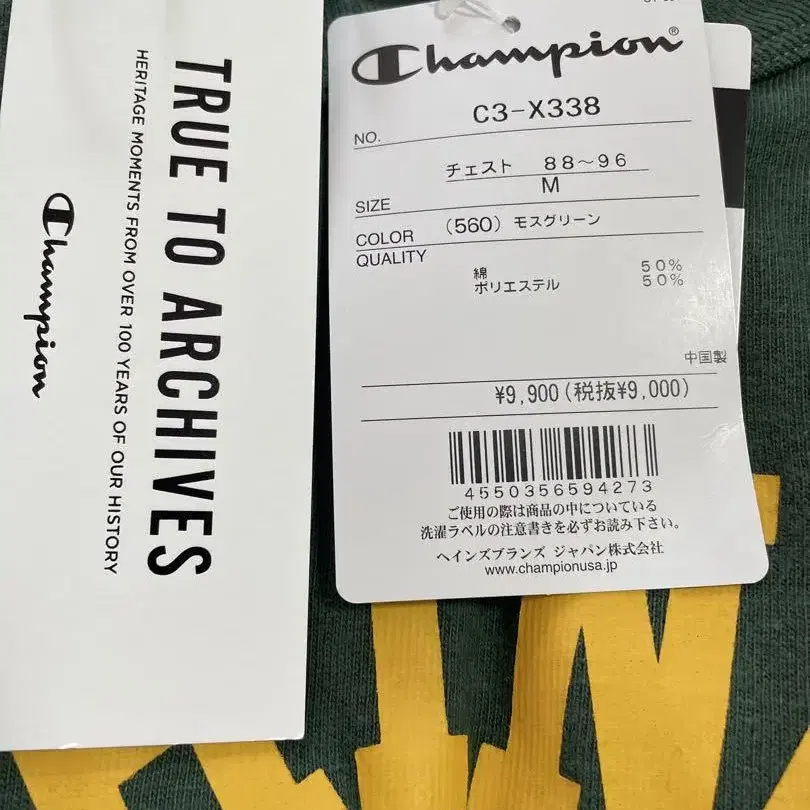 TRUE TO ARCHIVES
HERITAGE MOMENTS FROM OVER 100 YEARS OF OUR HISTORY
Champion
Champion®
NO.
C3-X338
チェスト 88~96
SIZE
M
COLOR
(560) モスグリーン
QUALITY
綿 50%
ポリエステル 50%
中国製
¥9,900(税抜¥9,000)
4550356594273
ご使用の際は商品の中についている
洗濯ラベルの注意書きを必ずお読み下さい。
ヘインズブランズ ジャパン株式会社
www.championusa.jp